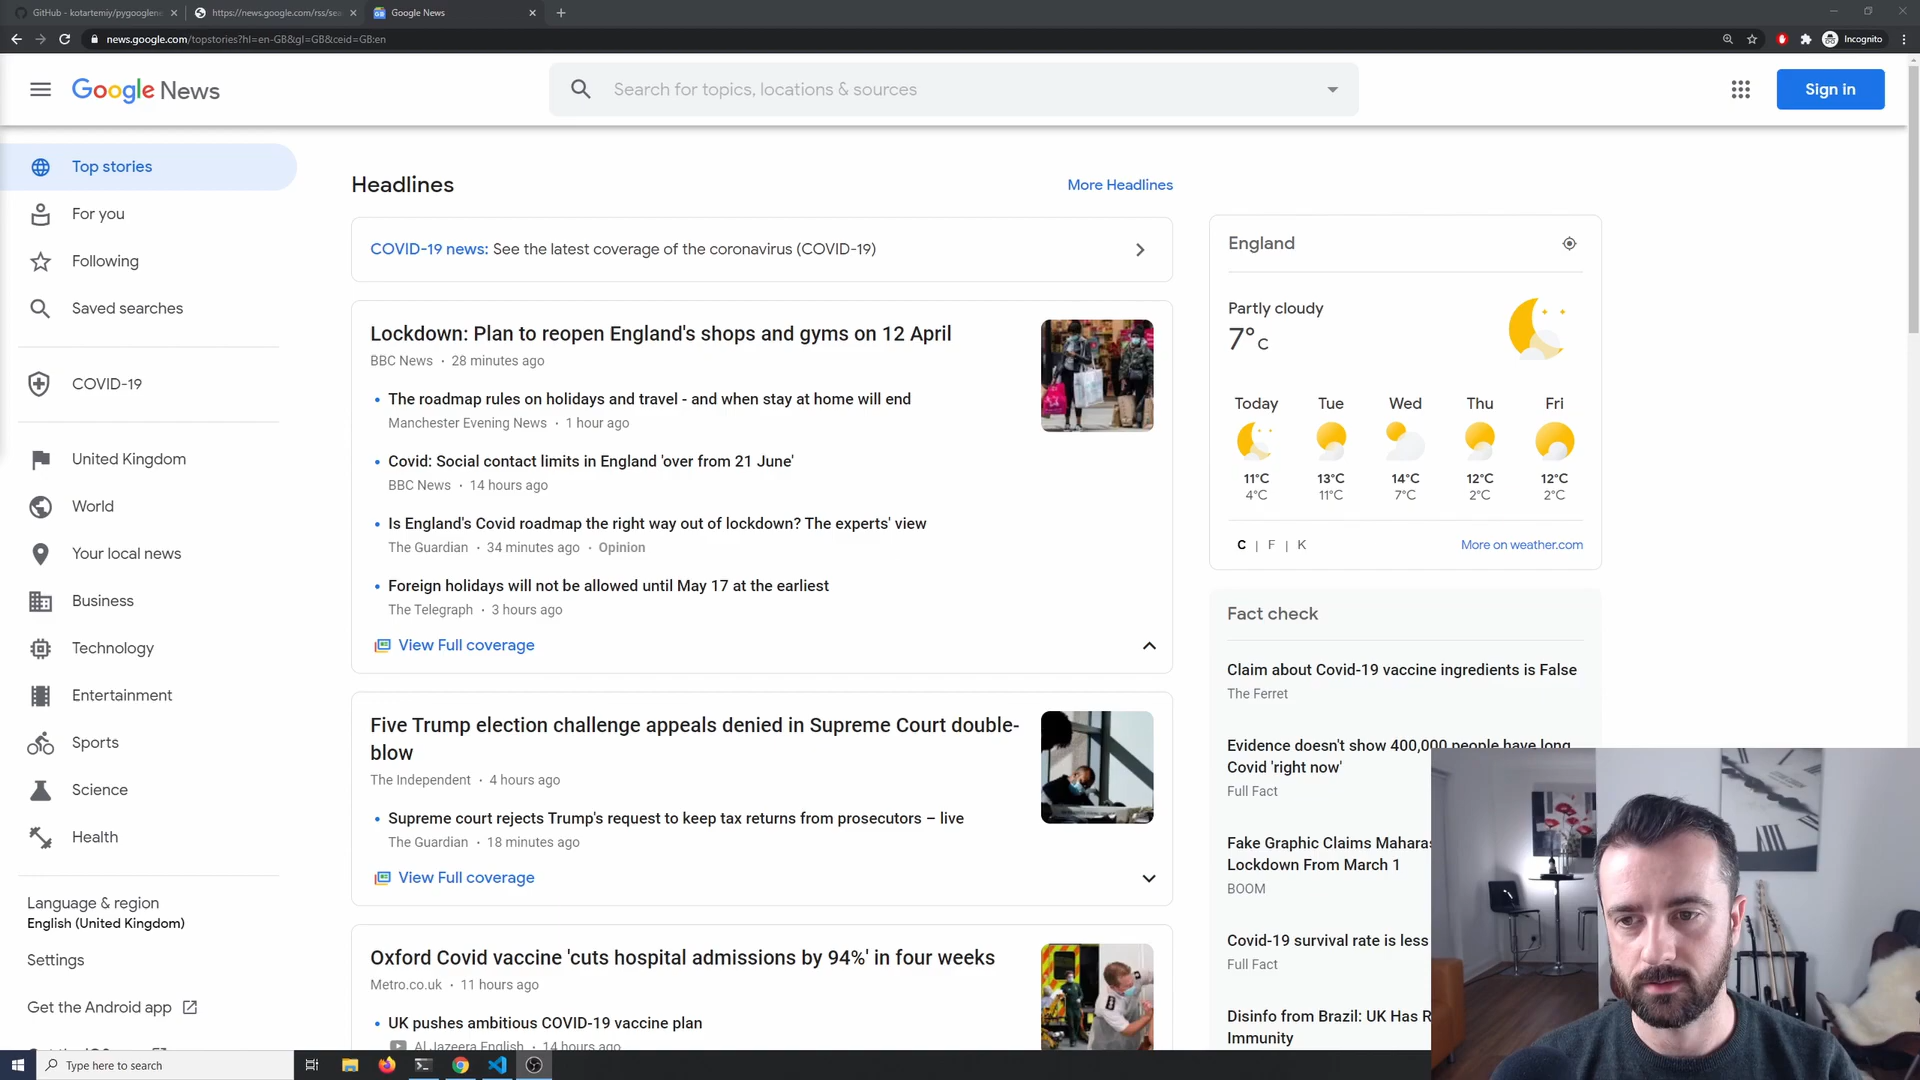 GitHub - kotartemiy/pygooglene
https://news.google.com/rss/sea
Google News
news.google.com/topstories?hl=en-GB&gl=GB&ceid=GB:en
Incognito
Google News
Search for topics, locations & sources
Sign in
Top stories
For you
Following
Saved searches
COVID-19
United Kingdom
World
Your local news
Business
Technology
Entertainment
Sports
Science
Health
Language & region
English (United Kingdom)
Settings
Get the Android app
Headlines
More Headlines
COVID-19 news: See the latest coverage of the coronavirus (COVID-19)
Lockdown: Plan to reopen England's shops and gyms on 12 April
BBC News · 28 minutes ago
• The roadmap rules on holidays and travel - and when stay at home will end
Manchester Evening News · 1 hour ago
• Covid: Social contact limits in England 'over from 21 June'
BBC News · 14 hours ago
• Is England's Covid roadmap the right way out of lockdown? The experts' view
The Guardian · 34 minutes ago · Opinion
• Foreign holidays will not be allowed until May 17 at the earliest
The Telegraph · 3 hours ago
View Full coverage
Five Trump election challenge appeals denied in Supreme Court double-
blow
The Independent · 4 hours ago
• Supreme court rejects Trump's request to keep tax returns from prosecutors – live
The Guardian · 18 minutes ago
View Full coverage
Oxford Covid vaccine 'cuts hospital admissions by 94%' in four weeks
Metro.co.uk · 11 hours ago
• UK pushes ambitious COVID-19 vaccine plan
Al Jazeera English · 14 hours ago
England
Partly cloudy
7° C
Today Tue Wed Thu Fri
11°C 13°C 14°C 12°C 12°C
4°C 11°C 7°C 2°C 2°C
C | F | K
More on weather.com
Fact check
Claim about Covid-19 vaccine ingredients is False
The Ferret
Evidence doesn't show 400,000 people have long
Covid 'right now'
Full Fact
Fake Graphic Claims Maharas
Lockdown From March 1
BOOM
Covid-19 survival rate is less
Full Fact
Disinfo from Brazil: UK Has R
Immunity
Type here to search